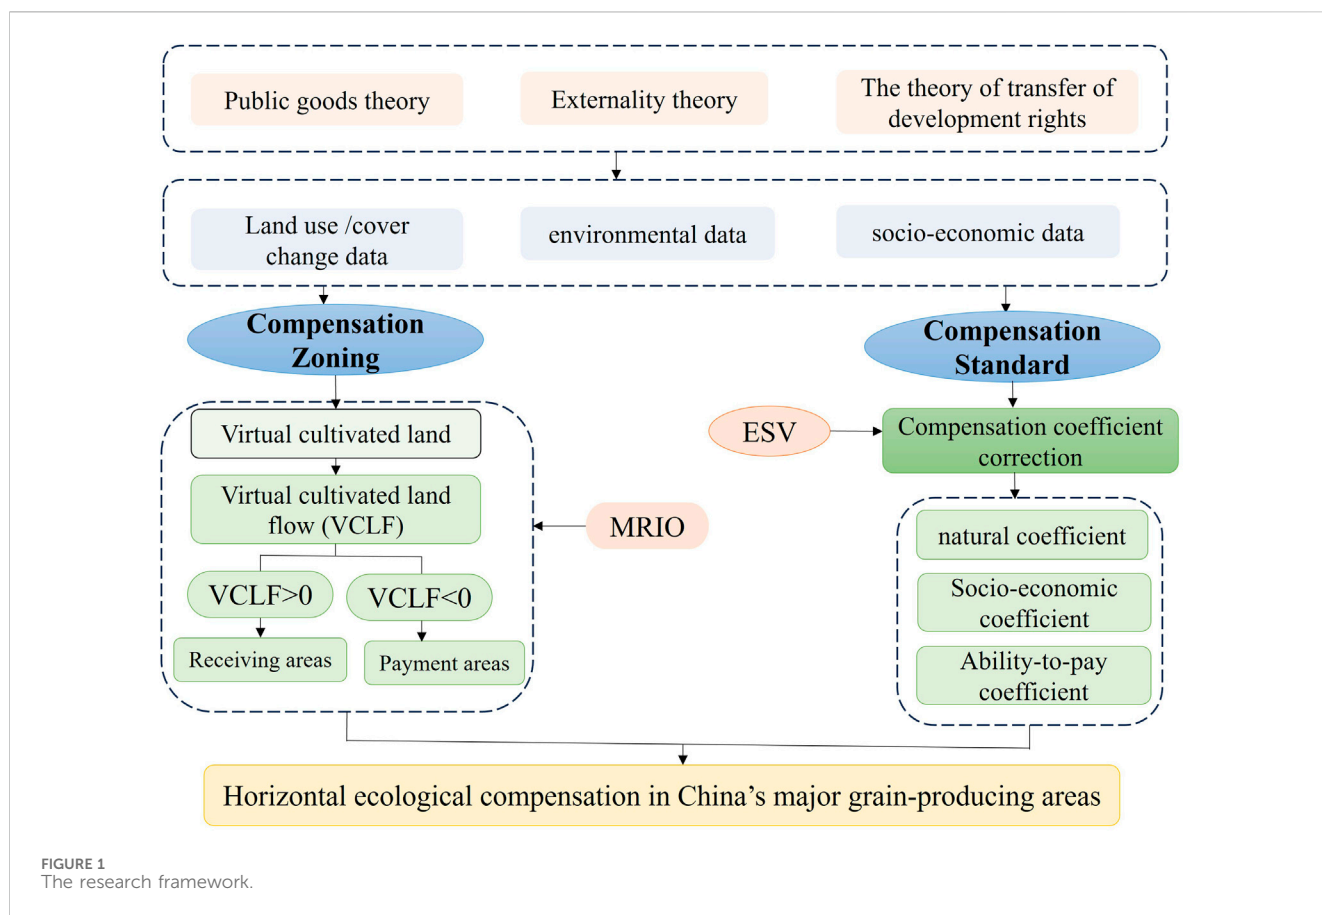 Public goods theory
Externality theory
The theory of transfer of
development rights
Land use /cover
change data
environmental data
socio-economic data
Compensation
Zoning
Compensation
Standard
Virtual cultivated land
Virtual cultivated land
flow (VCLF)
VCLF>0
VCLF<0
Receiving areas
Payment areas
MRIO
ESV
Compensation coefficient
correction
natural coefficient
Socio-economic
coefficient
Ability-to-pay
coefficient
Horizontal ecological compensation in China’s major grain-producing areas
FIGURE 1
The research framework.